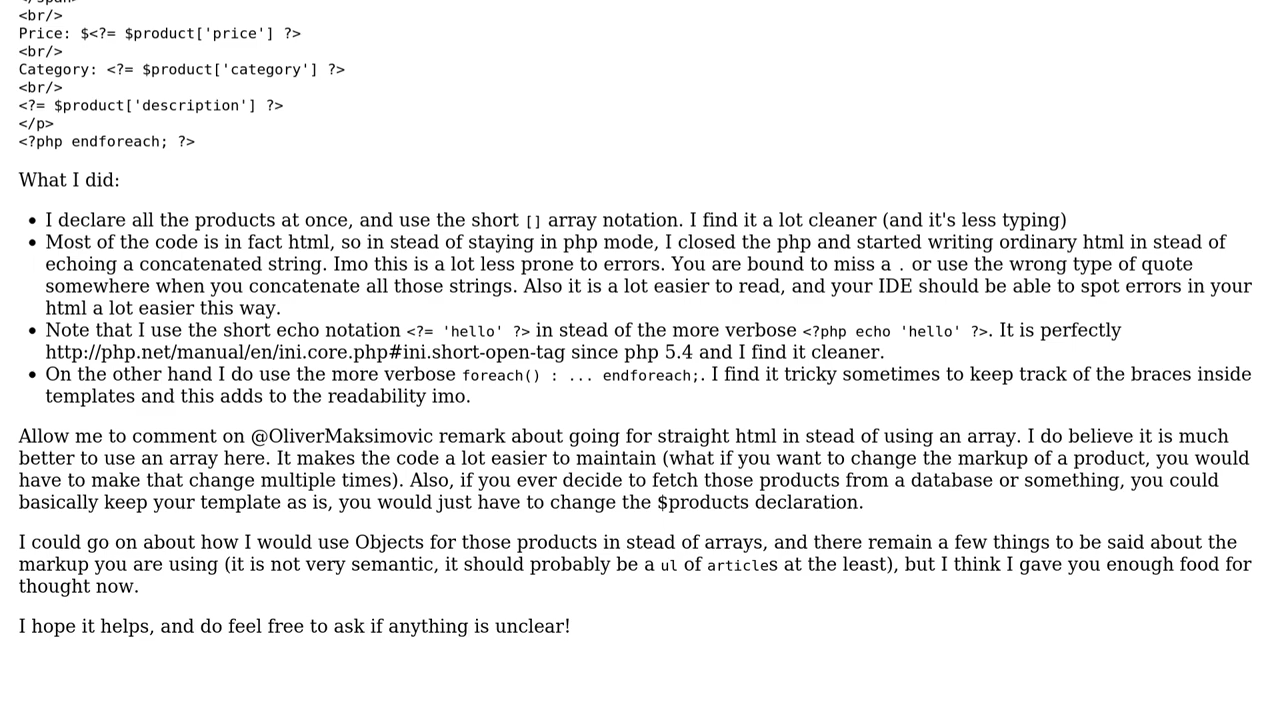 <br/>
Price: $<?= $product['price'] ?>
<br/>
Category: <?= $product['category'] ?>
<br/>
<?= $product['description'] ?>
</p>
<?php endforeach; ?>
What I did:
• I declare all the products at once, and use the short [] array notation. I find it a lot cleaner (and it's less typing)
• Most of the code is in fact html, so in stead of staying in php mode, I closed the php and started writing ordinary html in stead of
echoing a concatenated string. Imo this is a lot less prone to errors. You are bound to miss a . or use the wrong type of quote
somewhere when you concatenate all those strings. Also it is a lot easier to read, and your IDE should be able to spot errors in your
html a lot easier this way.
• Note that I use the short echo notation <?= 'hello' ?> in stead of the more verbose <?php echo 'hello' ?>. It is perfectly
http://php.net/manual/en/ini.core.php#ini.short-open-tag since php 5.4 and I find it cleaner.
• On the other hand I do use the more verbose foreach() : ... endforeach;. I find it tricky sometimes to keep track of the braces inside
templates and this adds to the readability imo.
Allow me to comment on @OliverMaksimovic remark about going for straight html in stead of using an array. I do believe it is much
better to use an array here. It makes the code a lot easier to maintain (what if you want to change the markup of a product, you would
have to make that change multiple times). Also, if you ever decide to fetch those products from a database or something, you could
basically keep your template as is, you would just have to change the $products declaration.
I could go on about how I would use Objects for those products in stead of arrays, and there remain a few things to be said about the
markup you are using (it is not very semantic, it should probably be a ul of articles at the least), but I think I gave you enough food for
thought now.
I hope it helps, and do feel free to ask if anything is unclear!